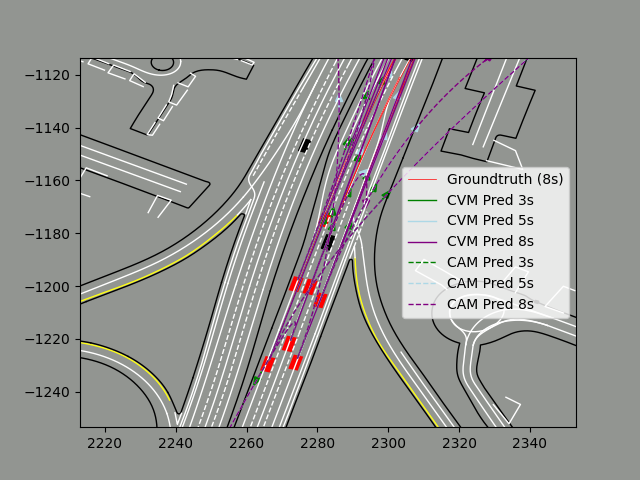 −1120
−1140
−1160
−1180
−1200
−1220
−1240
Groundtruth (8s)
CVM Pred 3s
CVM Pred 5s
CVM Pred 8s
CAM Pred 3s
CAM Pred 5s
CAM Pred 8s
2220 2240 2260 2280 2300 2320 2340